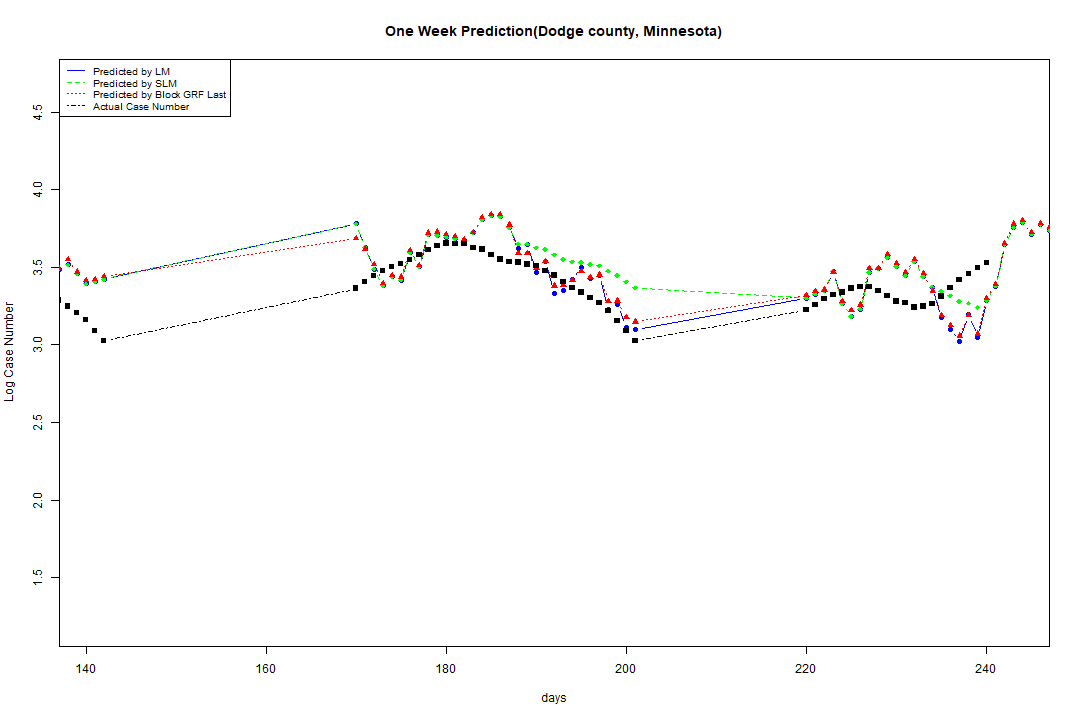 One Week Prediction(Dodge county, Minnesota)
Predicted by LM
Predicted by SLM
Predicted by Block GRF Last
Actual Case Number
4.5
4.0
3.5
3.0
2.5
2.0
1.5
Log Case Number
140 160 180 200 220 240
days